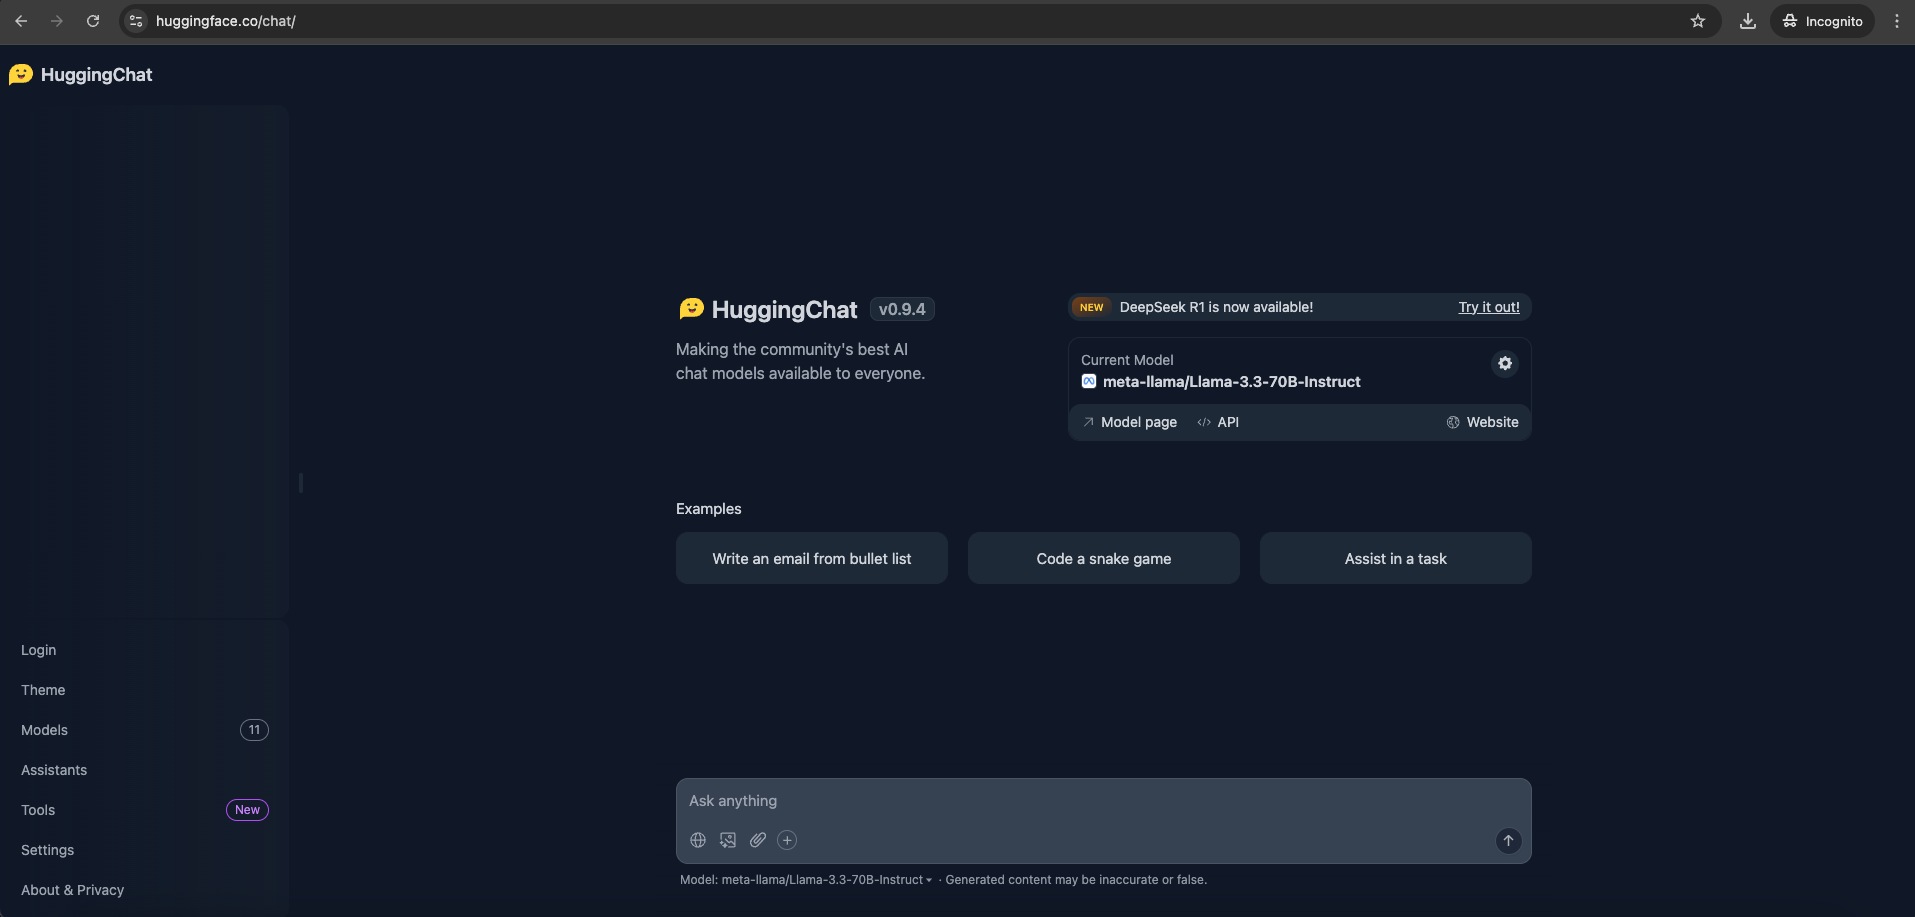 huggingface.co/chat/
Incognito
HuggingChat
HuggingChat v0.9.4
Making the community's best AI
chat models available to everyone.
NEW DeepSeek R1 is now available! Try it out!
Current Model
meta-llama/Llama-3.3-70B-Instruct
Model page </> API Website
Examples
Write an email from bullet list
Code a snake game
Assist in a task
Login
Theme
Models 11
Assistants
Tools New
Settings
About & Privacy
Ask anything
Model: meta-llama/Llama-3.3-70B-Instruct · Generated content may be inaccurate or false.